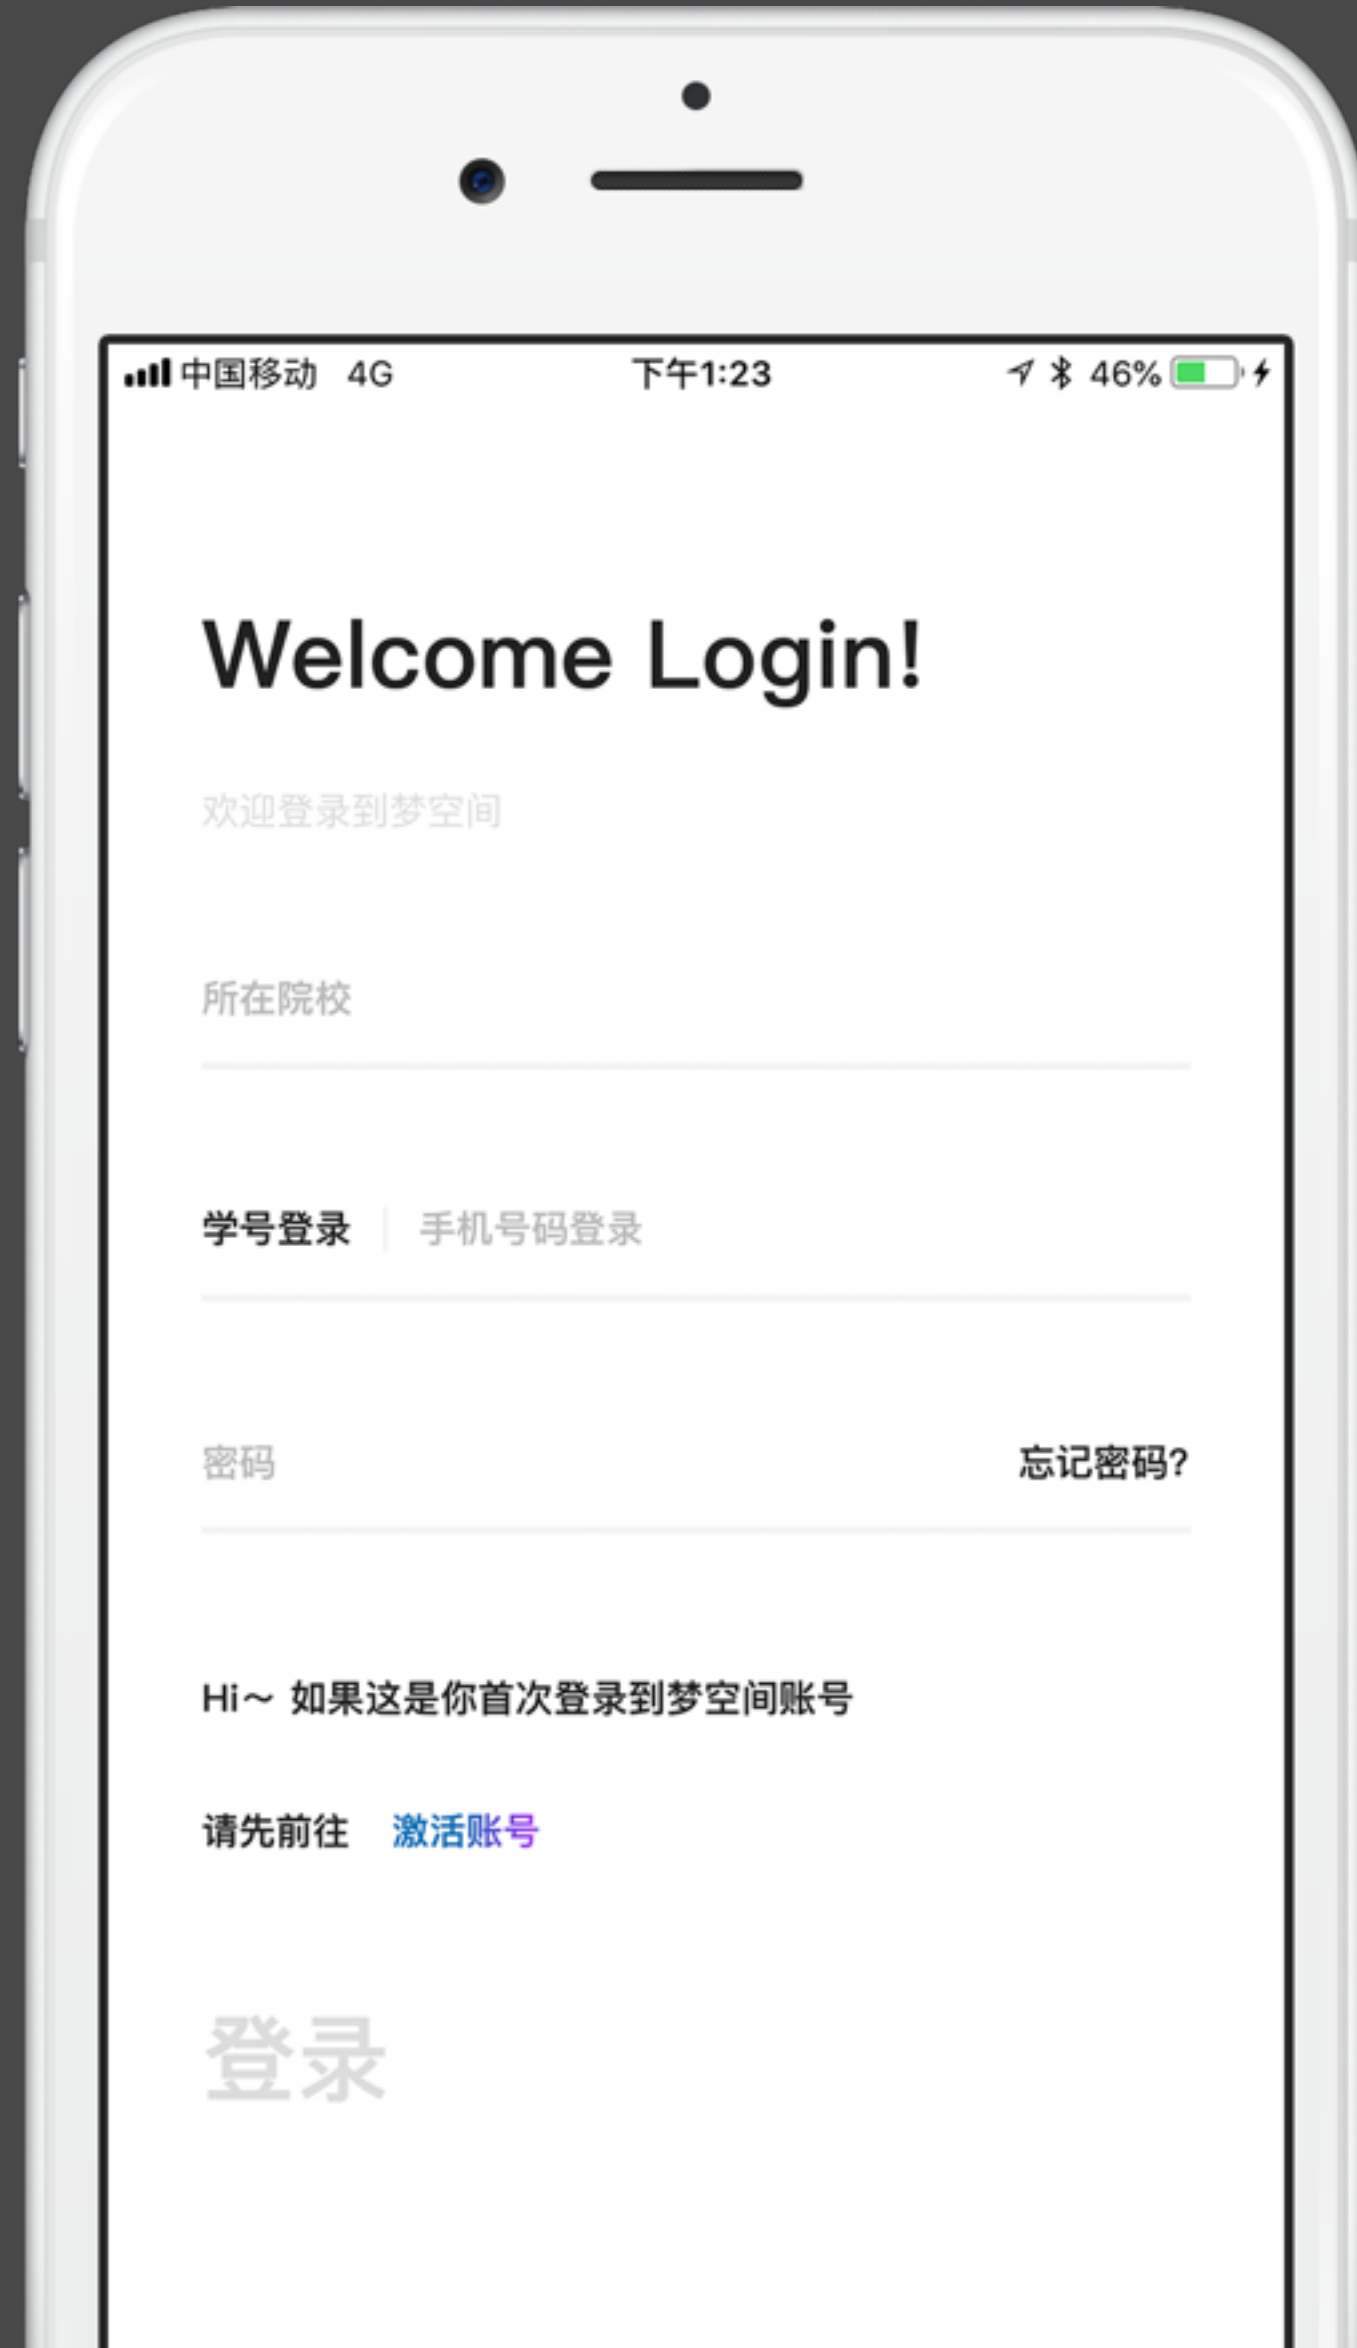 中国移动 4G 下午1:23 46%
Welcome Login!
欢迎登录到梦空间
所在院校
学号登录 手机号码登录
密码 忘记密码?
Hi～ 如果这是你首次登录到梦空间账号
请先前往 激活账号
登录